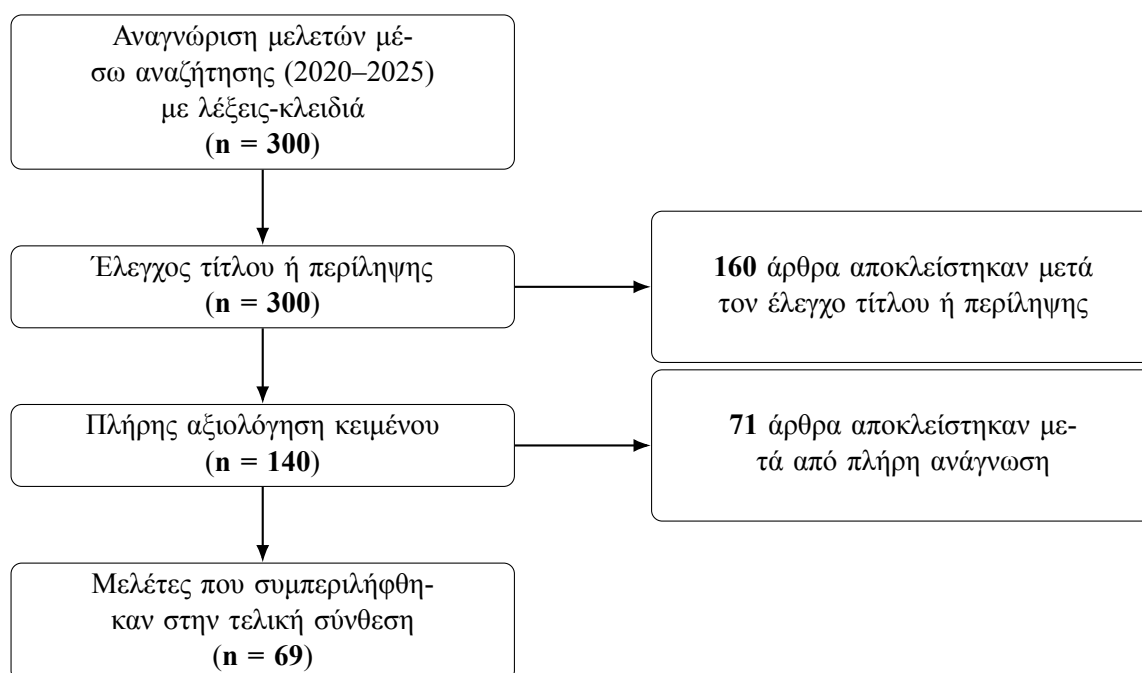 Αναγνώριση μελετών μέ-
σω αναζήτησης (2020–2025)
με λέξεις-κλειδιά
(n = 300)
Έλεγχος τίτλου ή περίληψης
(n = 300)
160 άρθρα αποκλείστηκαν μετά
τον έλεγχο τίτλου ή περίληψης
Πλήρης αξιολόγηση κειμένου
(n = 140)
71 άρθρα αποκλείστηκαν με-
τά από πλήρη ανάγνωση
Μελέτες που συμπεριλήφθη-
καν στην τελική σύνθεση
(n = 69)